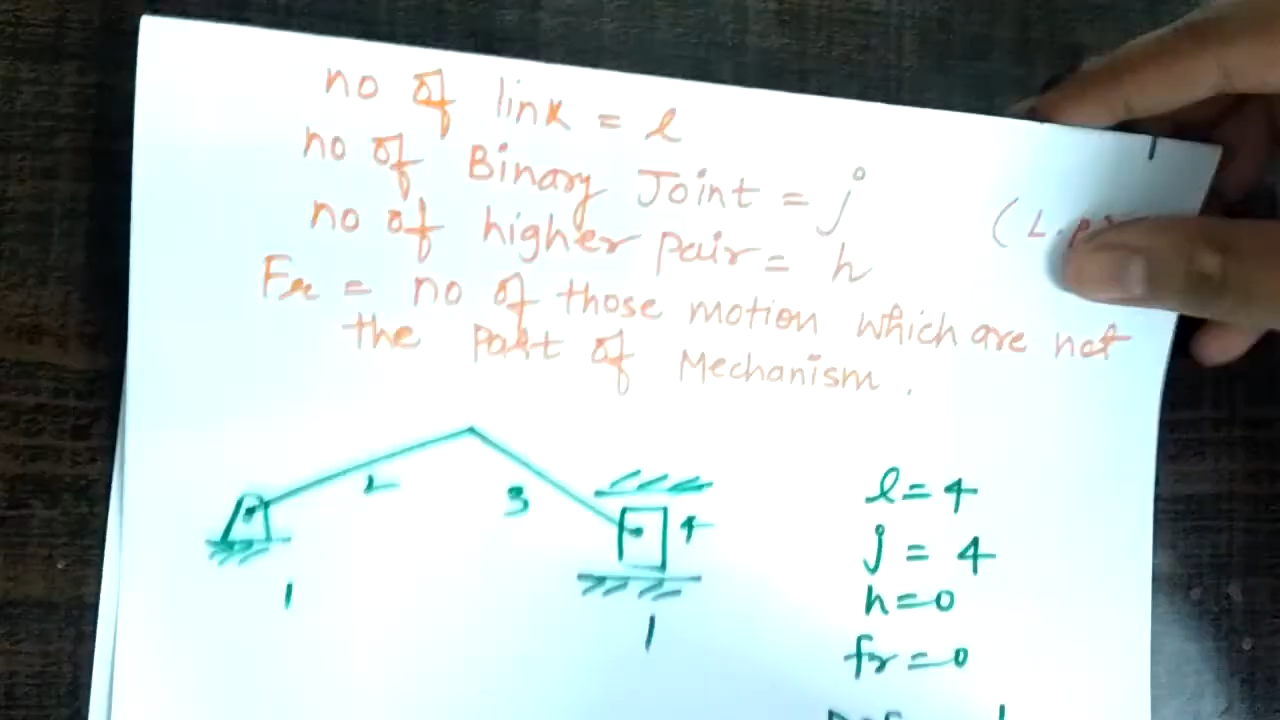 no of link = l
no of Binary Joint = j
no of higher pair = h
Fr = no of those motion which are not
the part of Mechanism.
2
3
4
1
1
l = 4
j = 4
h = 0
fr = 0